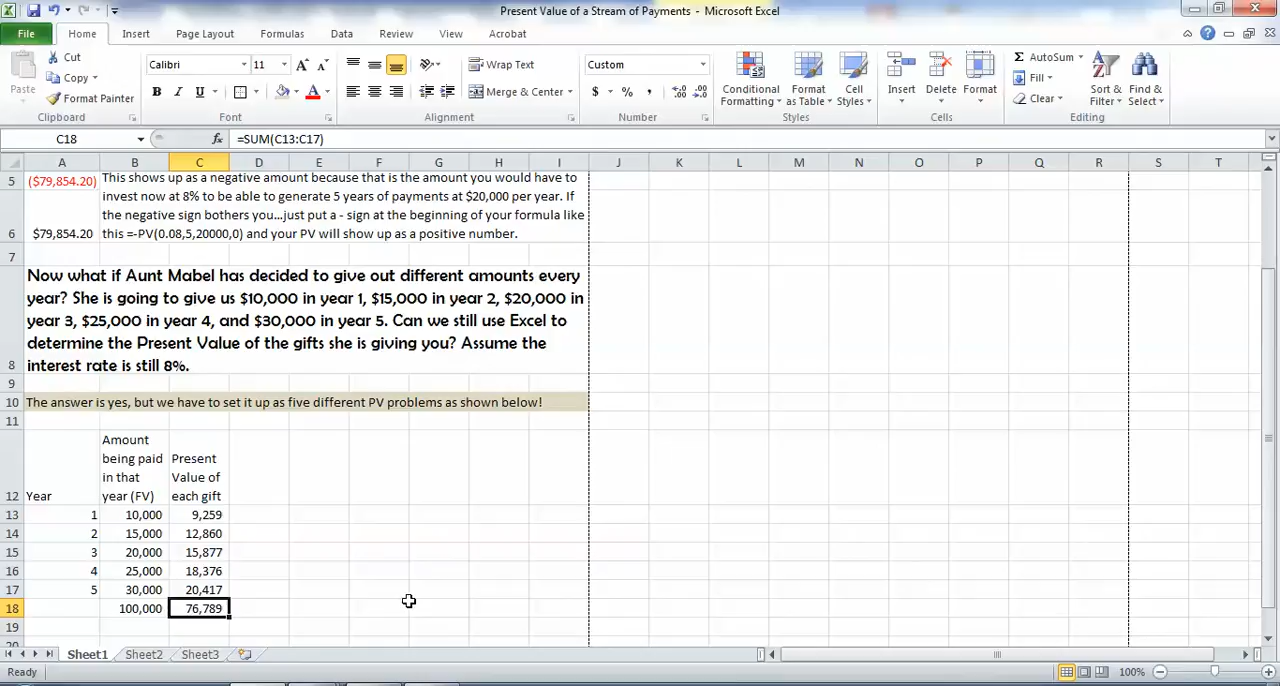 Present Value of a Stream of Payments - Microsoft Excel
File Home Insert Page Layout Formulas Data Review View Acrobat
Paste
Cut
Copy
Format Painter
Clipboard
Calibri 11 A A
B I U A
Font
Wrap Text
Merge & Center
Alignment
Custom
$ % ,
Number
Conditional Formatting
Format as Table
Cell Styles
Styles
Insert Delete Format
Cells
Σ AutoSum
Fill
Clear
Sort & Filter
Find & Select
Editing
C18 fx =SUM(C13:C17)
A B C D E F G H I J K L M N O P Q R S T
5 ($79,854.20) This shows up as a negative amount because that is the amount you would have to
invest now at 8% to be able to generate 5 years of payments at $20,000 per year. If
the negative sign bothers you...just put a - sign at the beginning of your formula like
6 $79,854.20 this =-PV(0.08,5,20000,0) and your PV will show up as a positive number.
7
Now what if Aunt Mabel has decided to give out different amounts every
year? She is going to give us $10,000 in year 1, $15,000 in year 2, $20,000 in
year 3, $25,000 in year 4, and $30,000 in year 5. Can we still use Excel to
determine the Present Value of the gifts she is giving you? Assume the
8 interest rate is still 8%.
9
10 The answer is yes, but we have to set it up as five different PV problems as shown below!
11
Amount
being paid Present
in that Value of
12 Year year (FV) each gift
13 1 10,000 9,259
14 2 15,000 12,860
15 3 20,000 15,877
16 4 25,000 18,376
17 5 30,000 20,417
18 100,000 76,789
19
20
Sheet1 Sheet2 Sheet3
Ready 100%